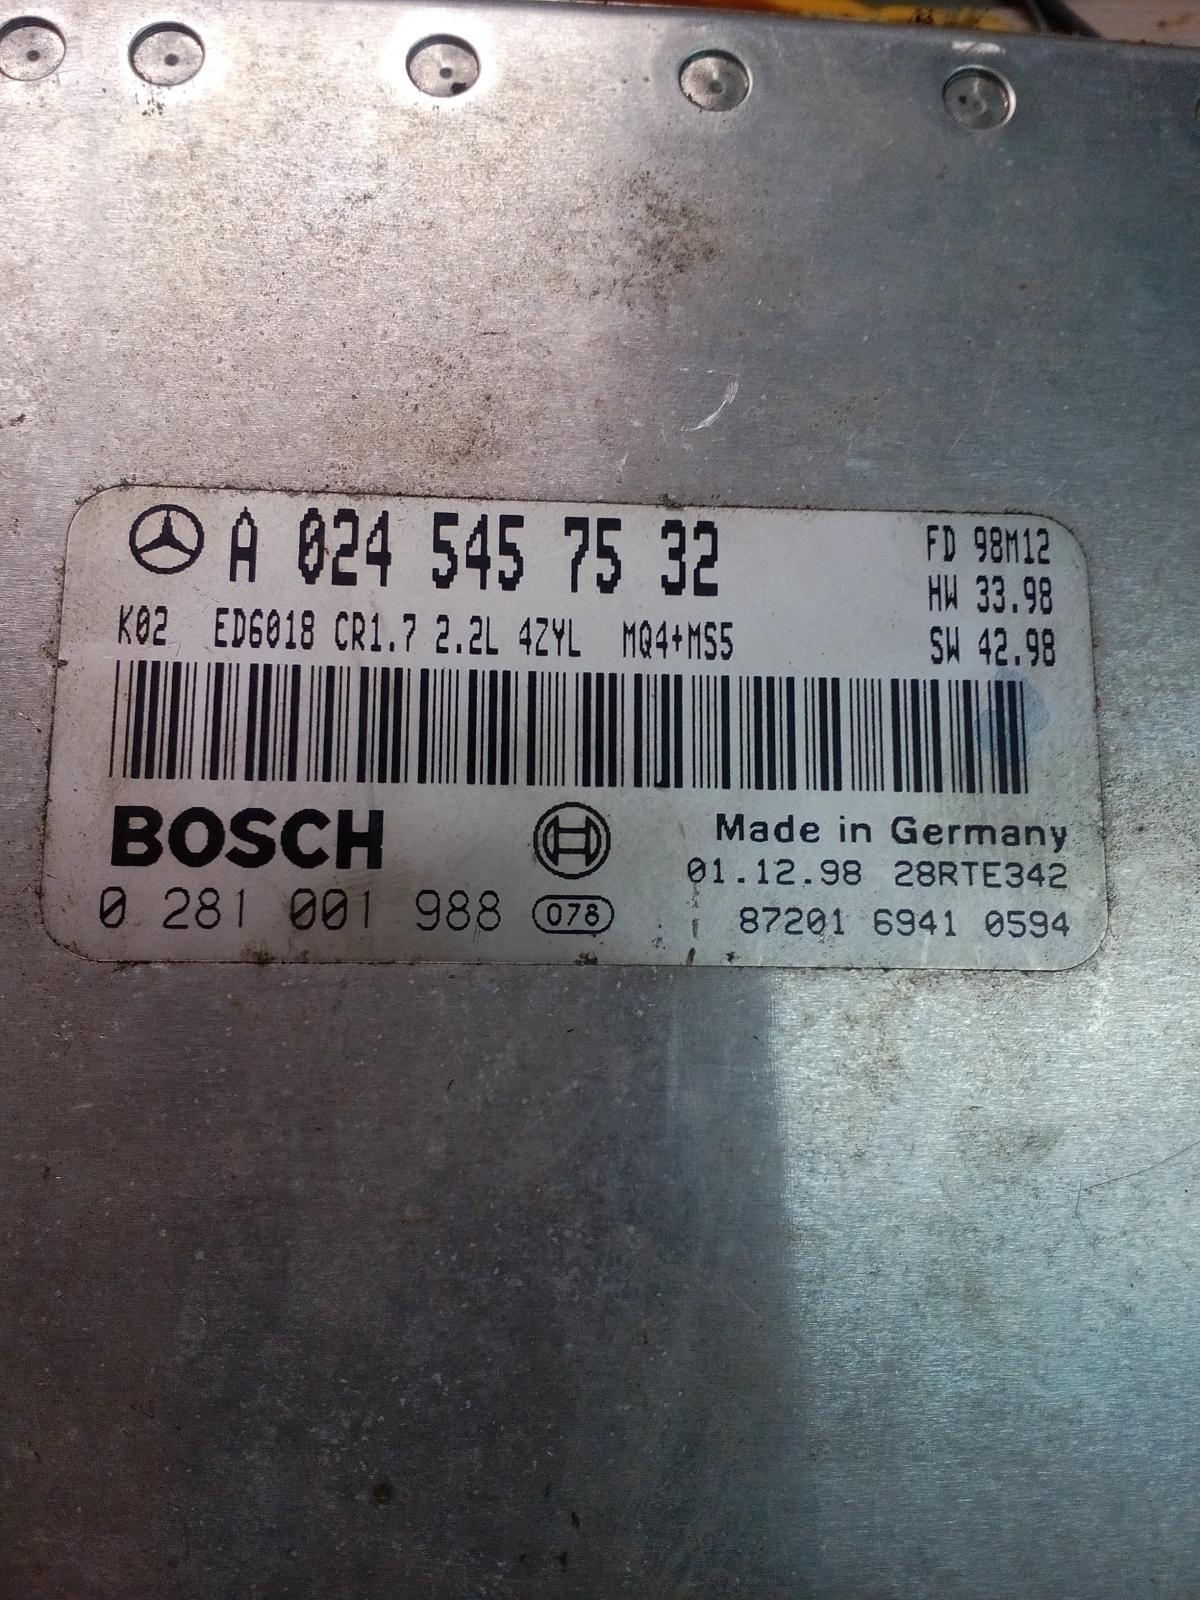 A 024 545 75 32 FD 98M12
HW 33.98
K02 ED6018 CR1.7 2.2L 4ZYL MQ4+MS5 SW 42.98
BOSCH Made in Germany
01.12.98 28RTE342
0 281 001 988 078 87201 6941 0594